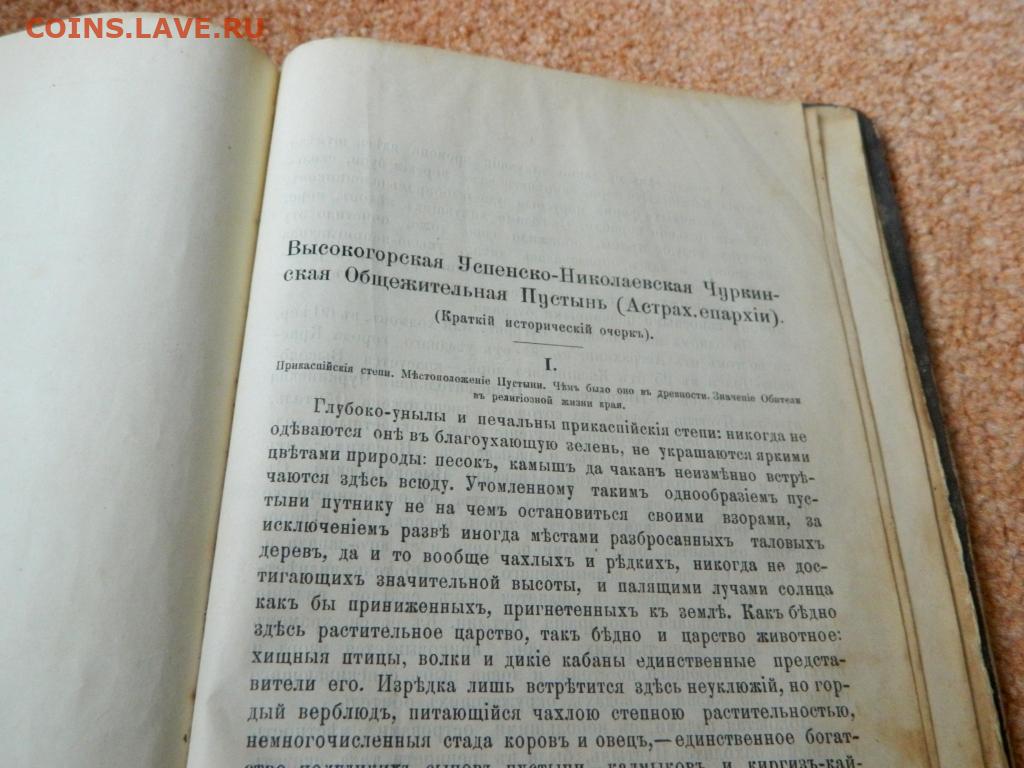 COINS.LAVE.RU
Высокогорская Успенско-Николаевская Чуркин-
ская Общежительная Пустынь (Астрах.епархіи).
(Краткій историческій очеркъ).
I.
Прикаспійскія степи. Мѣстоположеніе Пустыни. Чѣмъ было оно въ древности. Значеніе Обители
въ религіозной жизни края.
Глубоко-унылы и печальны прикаспійскія степи: никогда не
одѣваются онѣ въ благоухающую зелень, не украшаются яркими
цвѣтами природы: песокъ, камышъ да чаканъ неизмѣнно встрѣ-
чаются здѣсь всюду. Утомленному такимъ однообразіемъ пус-
тыни путнику не на чемъ остановиться своими взорами, за
исключеніемъ развѣ иногда мѣстами разбросанныхъ таловыхъ
деревъ, да и то вообще чахлыхъ и рѣдкихъ, никогда не дос-
тигающихъ значительной высоты, и палящими лучами солнца
какъ бы приниженныхъ, пригнетенныхъ къ землѣ. Какъ бѣдно
здѣсь растительное царство, такъ бѣдно и царство животное:
хищныя птицы, волки и дикіе кабаны единственные предста-
вители его. Изрѣдка лишь встрѣтится здѣсь неуклюжій, но гор-
дый верблюдъ, питающійся чахлою степною растительностью,
немногочисленныя стада коровъ и овецъ,—единственное богат-
ство сыновъ пустыни, калмыковъ и киргизъ-кай-